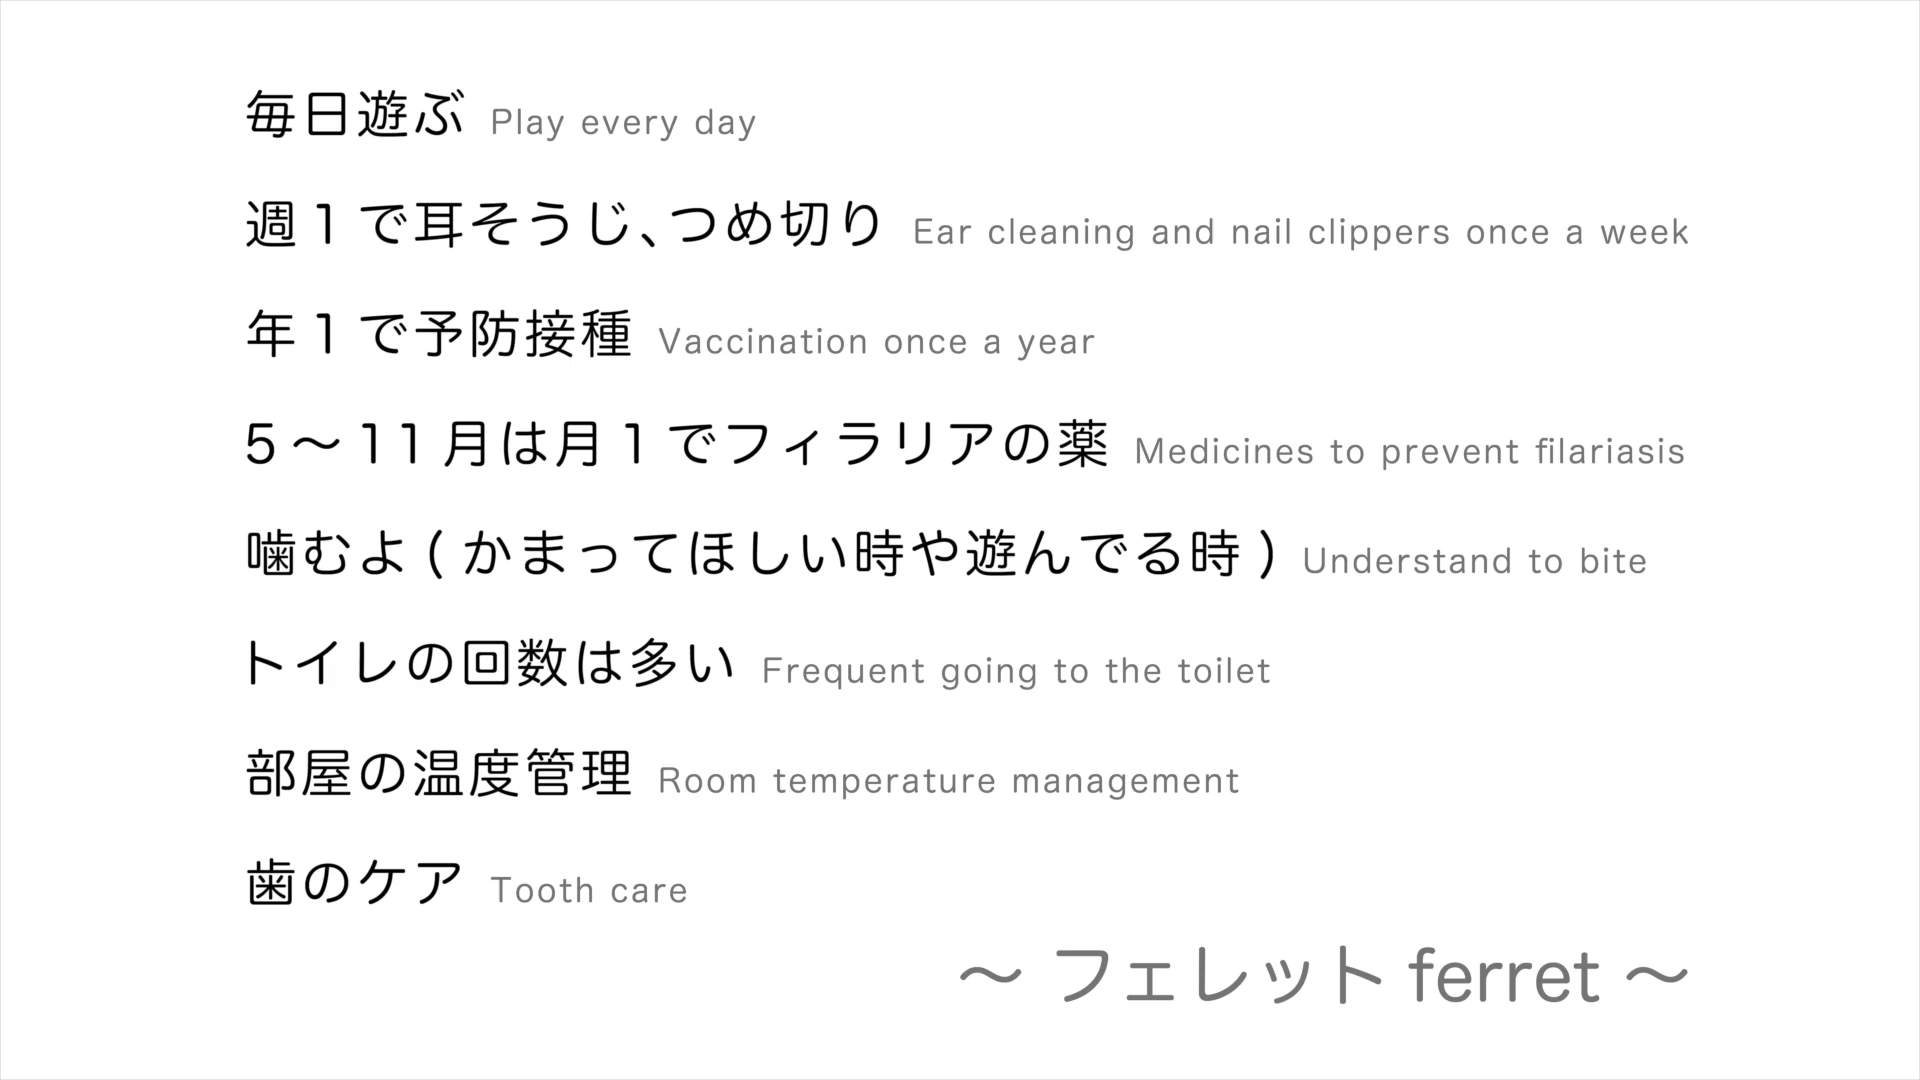 毎日遊ぶ Play every day
週1で耳そうじ、つめ切り Ear cleaning and nail clippers once a week
年1で予防接種 Vaccination once a year
5～11月は月1でフィラリアの薬 Medicines to prevent filariasis
噛むよ(かまってほしい時や遊んでる時) Understand to bite
トイレの回数は多い Frequent going to the toilet
部屋の温度管理 Room temperature management
歯のケア Tooth care
～ フェレット ferret ～